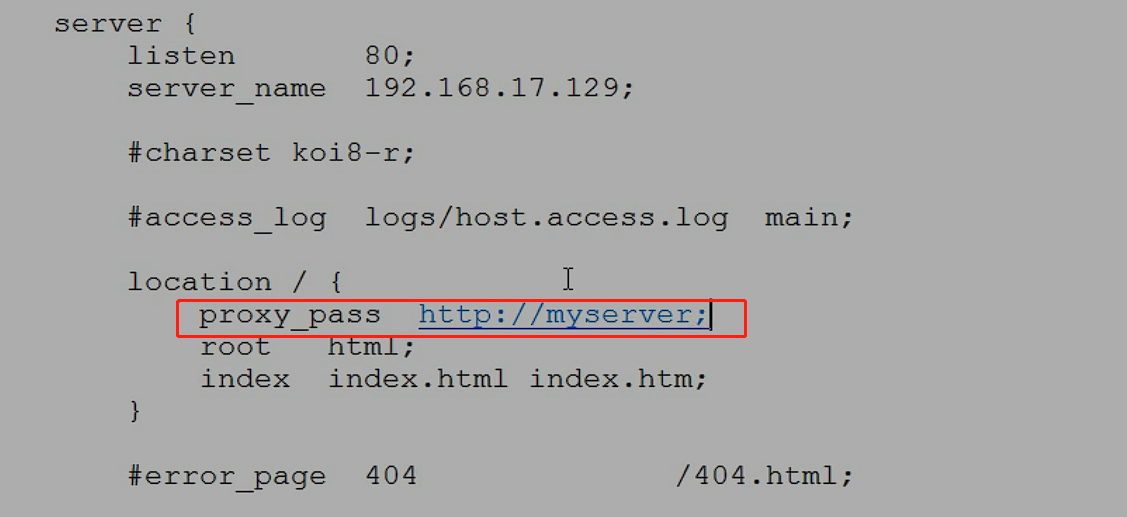 server {
listen 80;
server_name 192.168.17.129;
#charset koi8-r;
#access_log logs/host.access.log main;
location / {
proxy_pass http://myserver;
root html;
index index.html index.htm;
}
#error_page 404 /404.html;